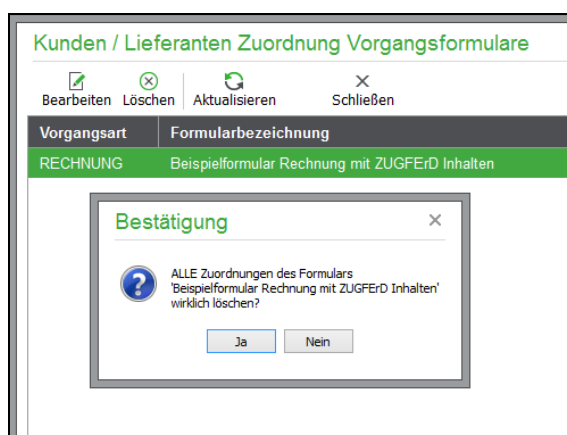 Kunden / Lieferanten Zuordnung Vorgangsformulare
Bearbeiten Löschen Aktualisieren Schließen
Vorgangsart Formularbezeichnung
RECHNUNG Beispielformular Rechnung mit ZUGFErD Inhalten
Bestätigung
ALLE Zuordnungen des Formulars
'Beispielformular Rechnung mit ZUGFErD Inhalten'
wirklich löschen?
Ja Nein